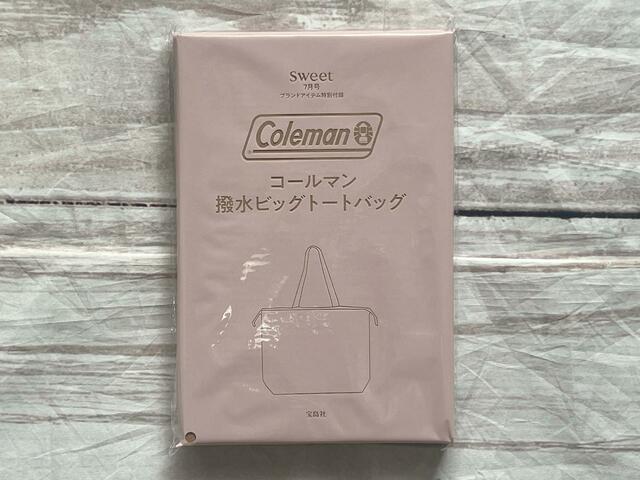 Sweet
7月号
ブランドアイテム特別付録
Coleman
コールマン
撥水ビッグトートバッグ
宝島社